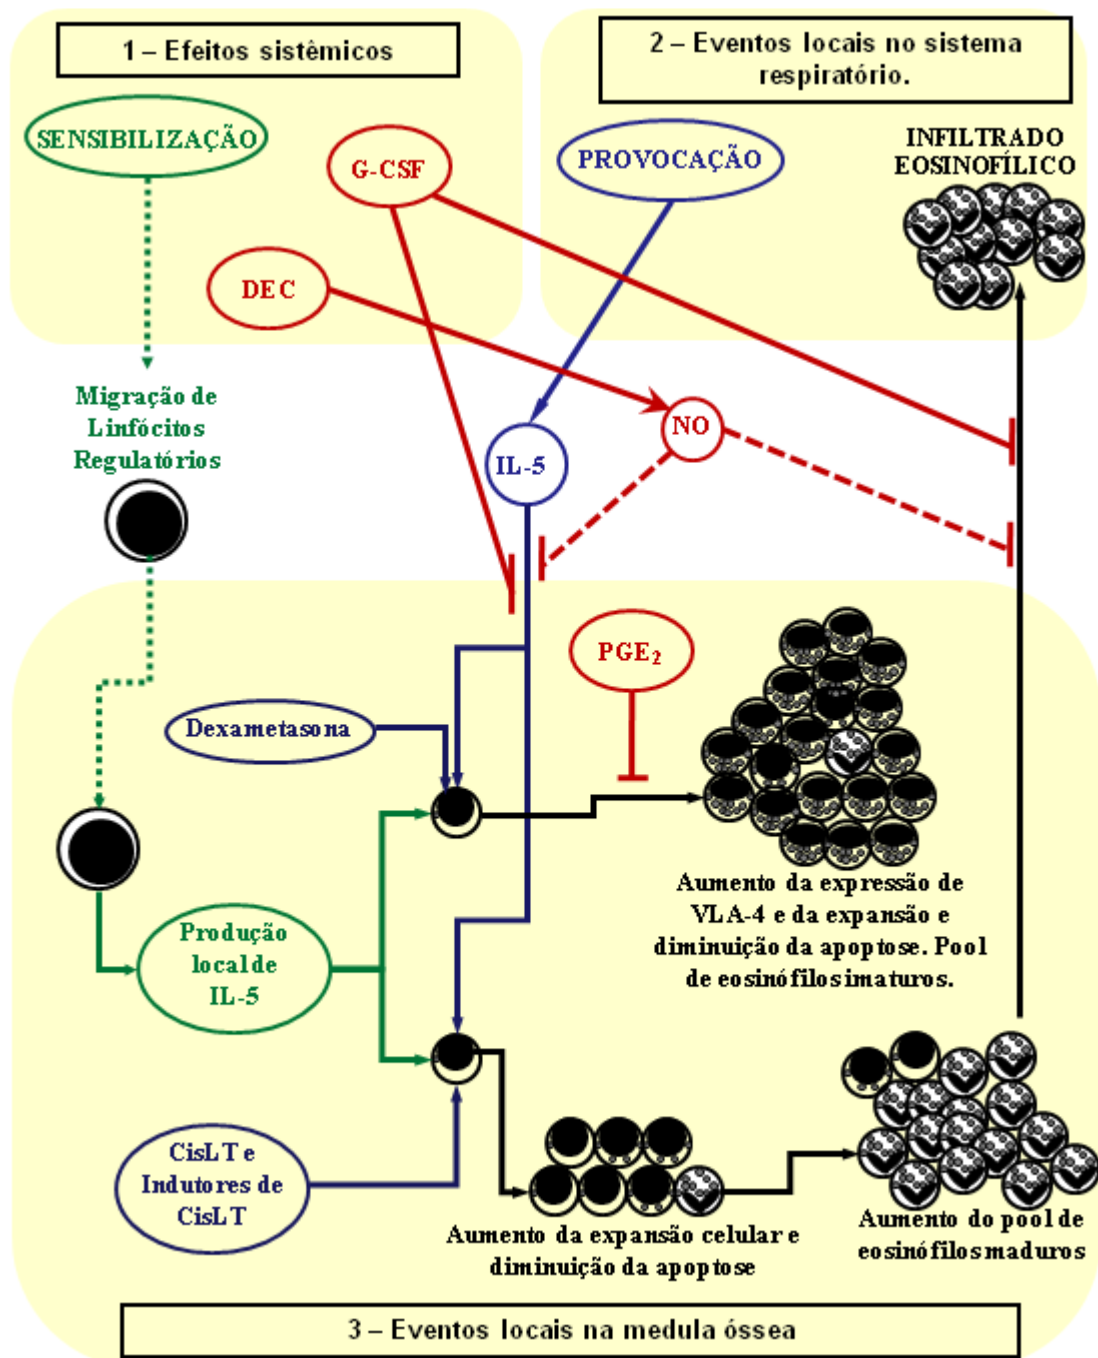 1 – Efeitos sistêmicos
2 – Eventos locais no sistema
respiratório.
SENSIBILIZAÇÃO
G-CSF
PROVOCAÇÃO
INFILTRADO
EOSINOFÍLICO
DEC
Migração de
Linfócitos
Regulatórios
NO
IL-5
PGE2
Dexametasona
Aumento da expressão de
VLA-4 e da expansão e
diminuição da apoptose. Pool
de eosinófilos imaturos.
Produção
local de
IL-5
CisLT e
Indutores de
CisLT
Aumento da expansão celular e
diminuição da apoptose
Aumento do pool de
eosinófilos maduros
3 – Eventos locais na medula óssea